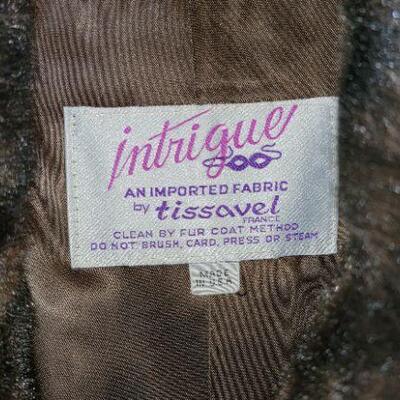 intrigue
AN IMPORTED FABRIC
by tissavel
FRANCE
CLEAN BY FUR COAT METHOD
DO NOT BRUSH, CARD, PRESS OR STEAM
MADE
IN U.S.A.